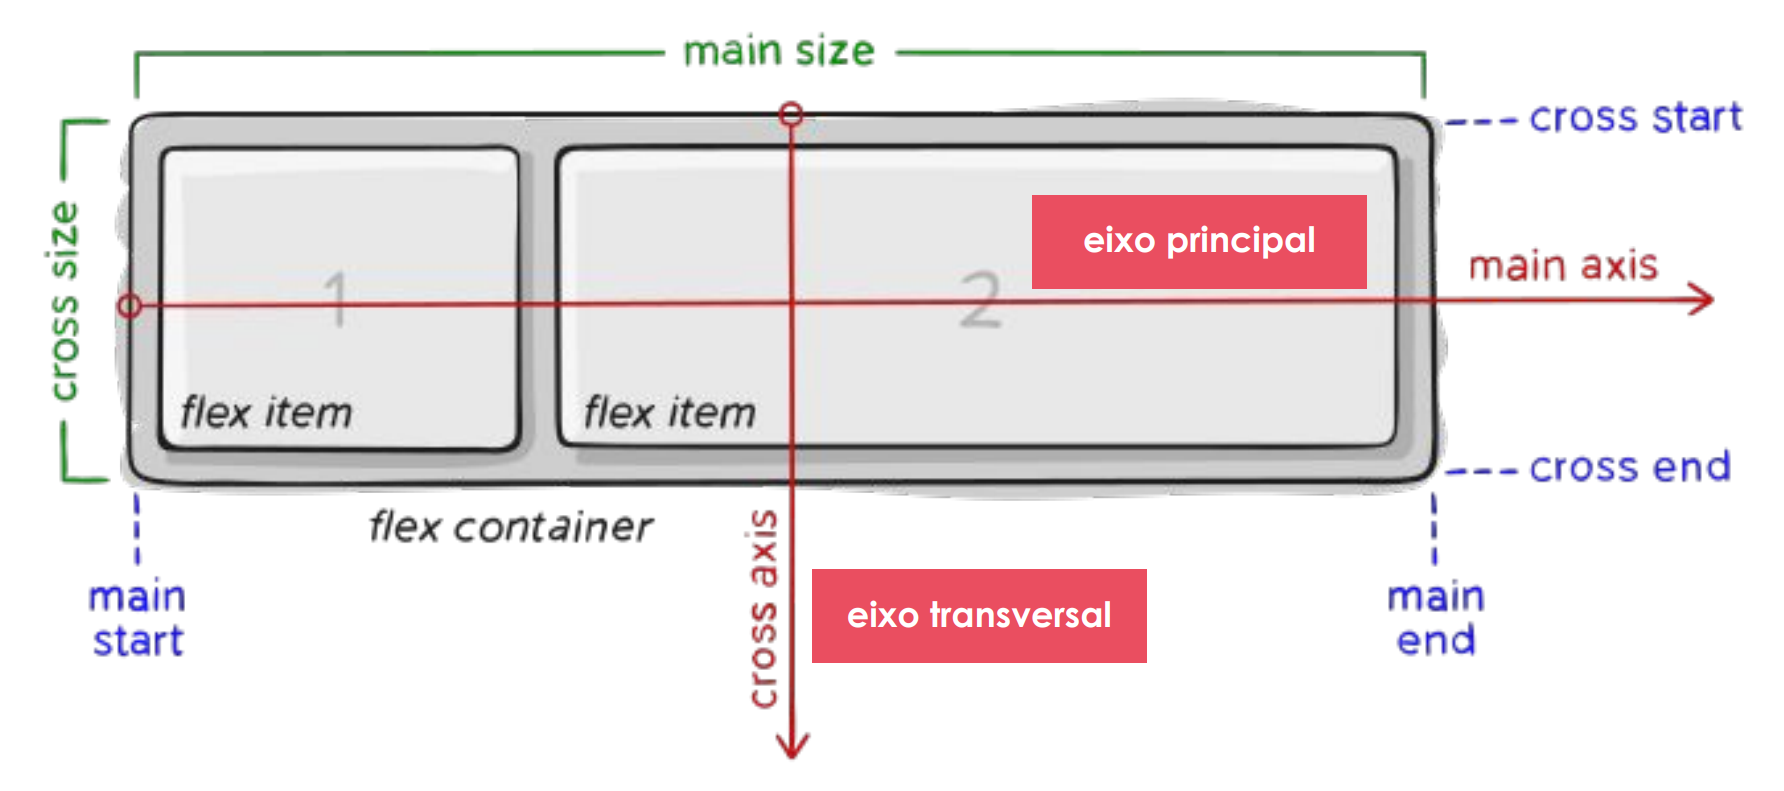 main size
cross start
cross size
eixo principal
main axis
1
2
flex item
flex item
cross end
flex container
cross axis
main
start
eixo transversal
main
end